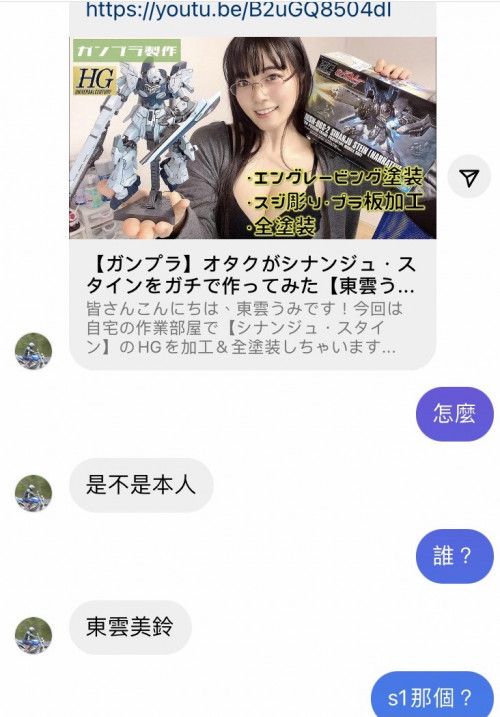 https://youtu.be/B2uGQ8504dI
ガンプラ製作
HG
UNIVERSAL CENTURY
・エングレービング塗装
・スジ彫り・プラ板加工
・全塗装
【ガンプラ】オタクがシナンジュ・ス
タインをガチで作ってみた【東雲う...
皆さんこんにちは、東雲うみです！今回は
自宅の作業部屋で【シナンジュ・スタイ
ン】のHGを加工＆全塗装しちゃいます...
怎麼
是不是本人
誰？
東雲美鈴
s1那個？